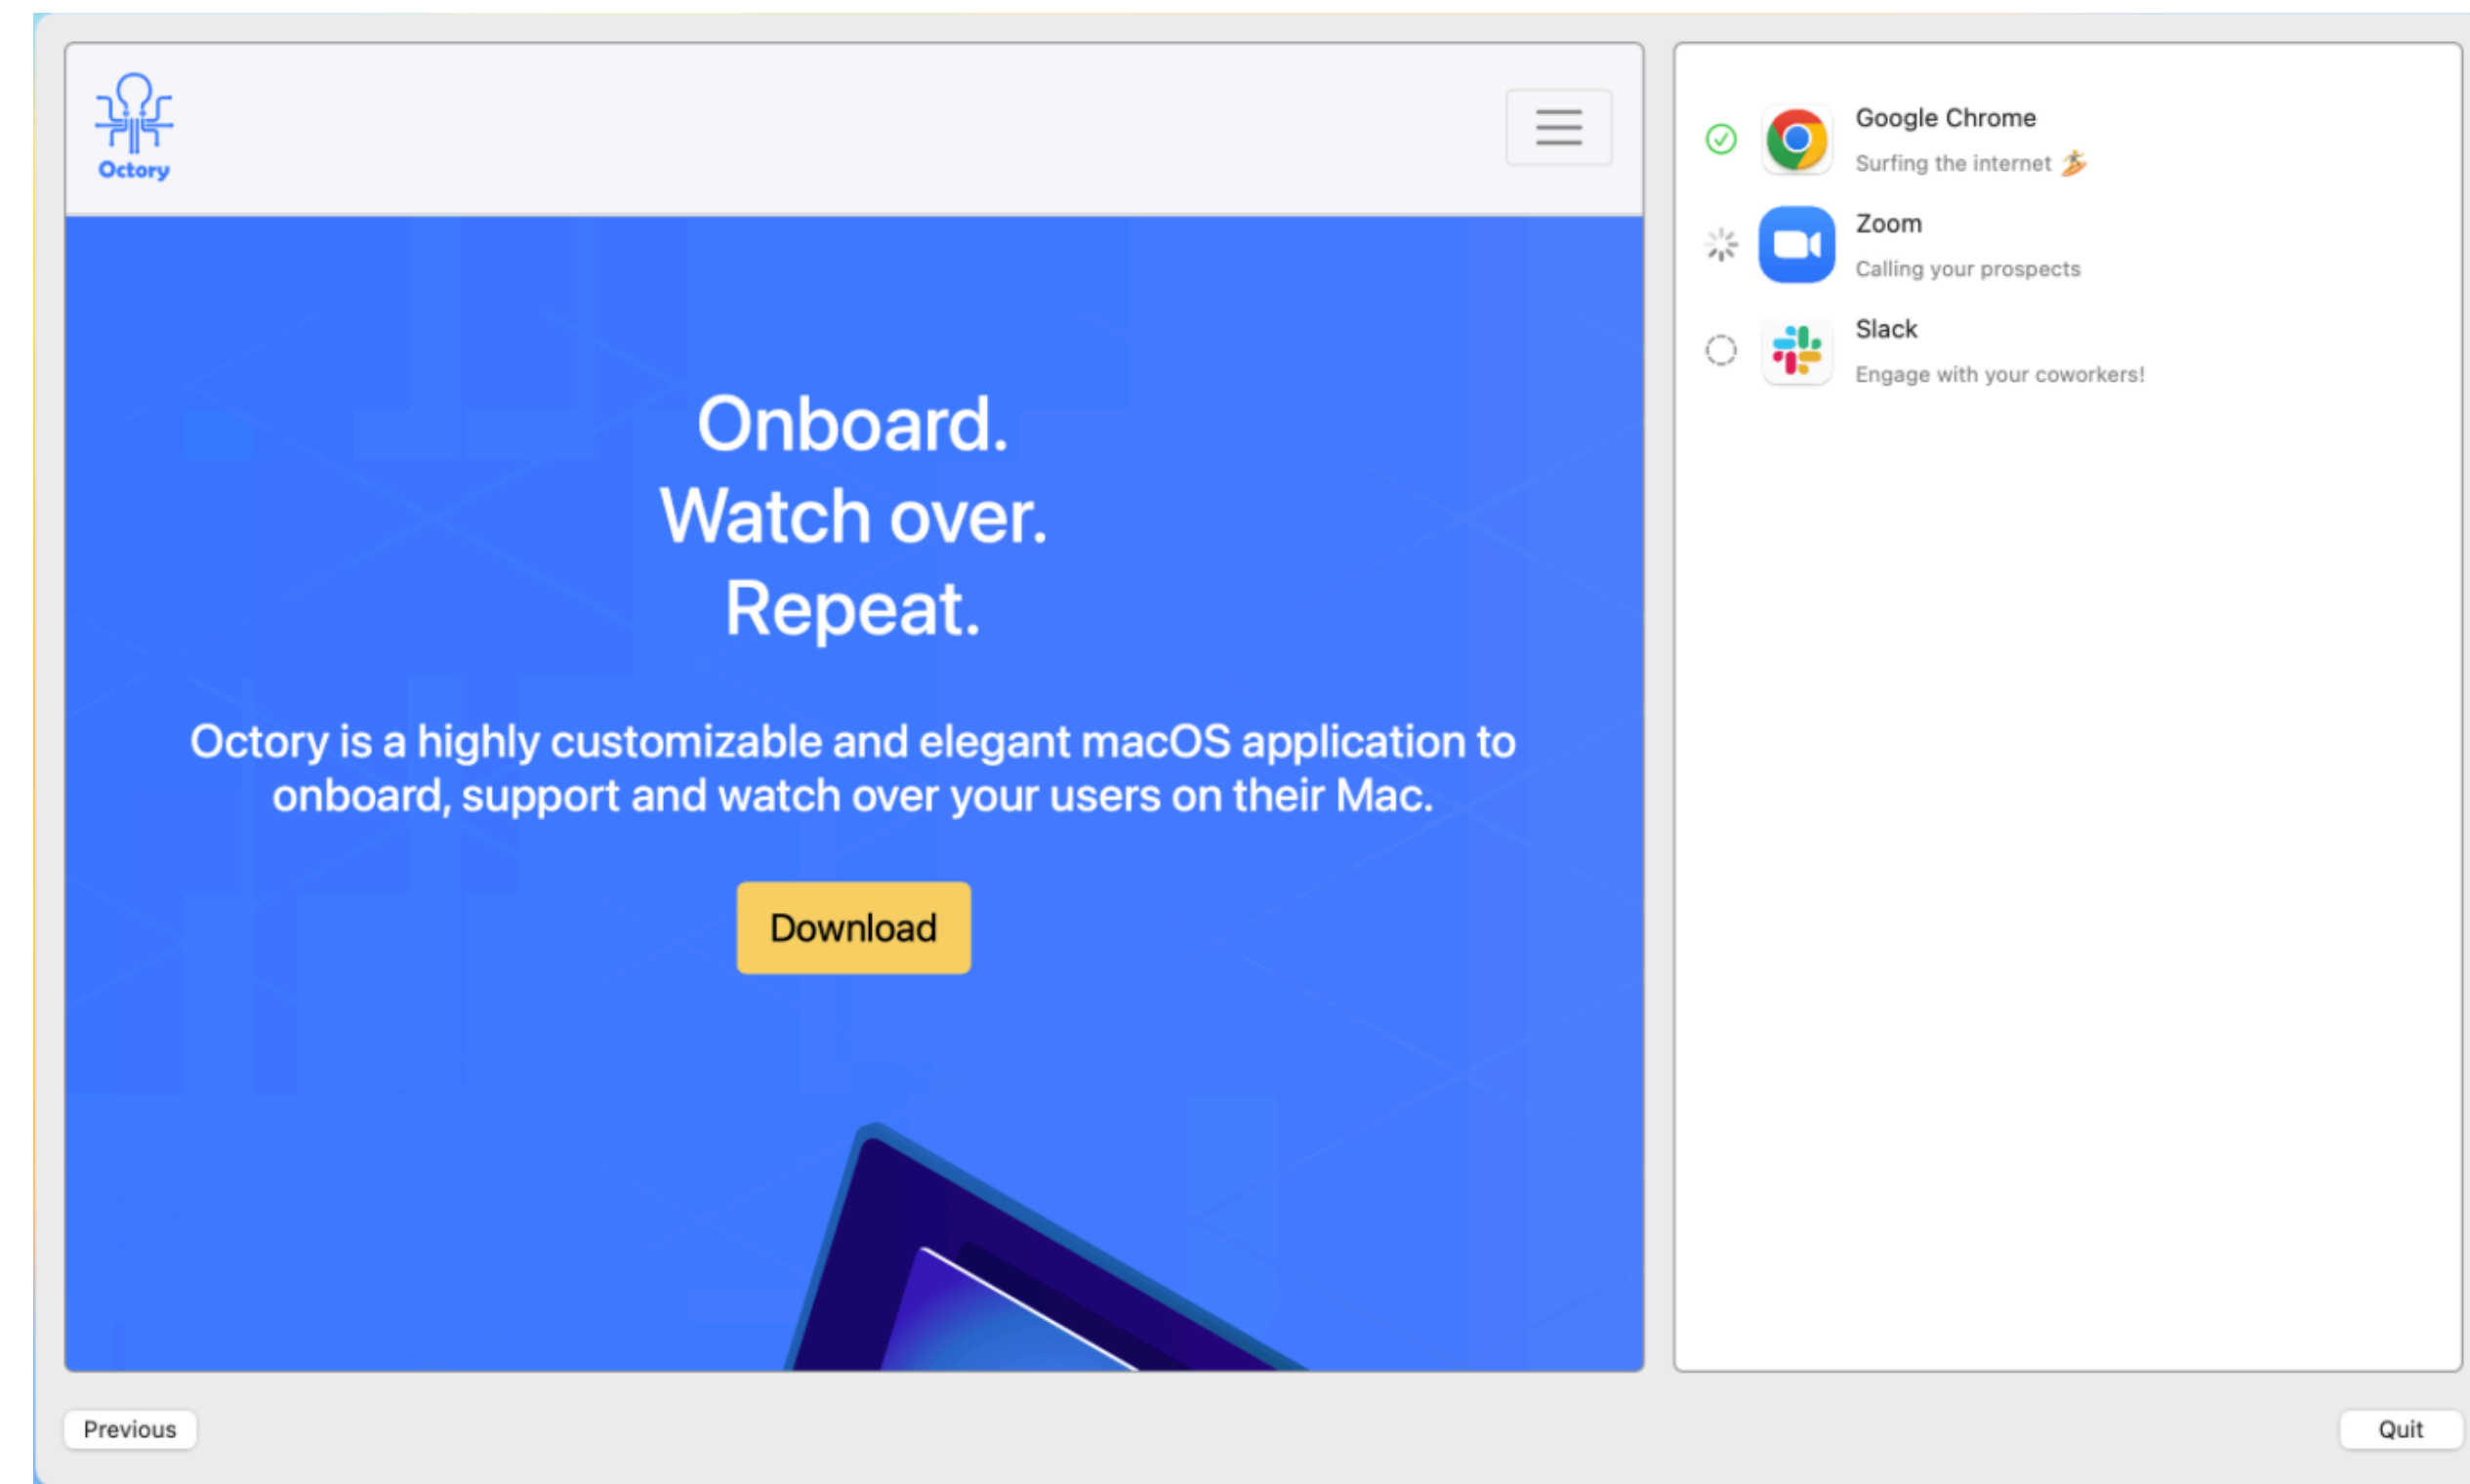 Octory
Onboard.
Watch over.
Repeat.
Octory is a highly customizable and elegant macOS application to
onboard, support and watch over your users on their Mac.
Download
Google Chrome
Surfing the internet 🏄
Zoom
Calling your prospects
Slack
Engage with your coworkers!
Previous
Quit